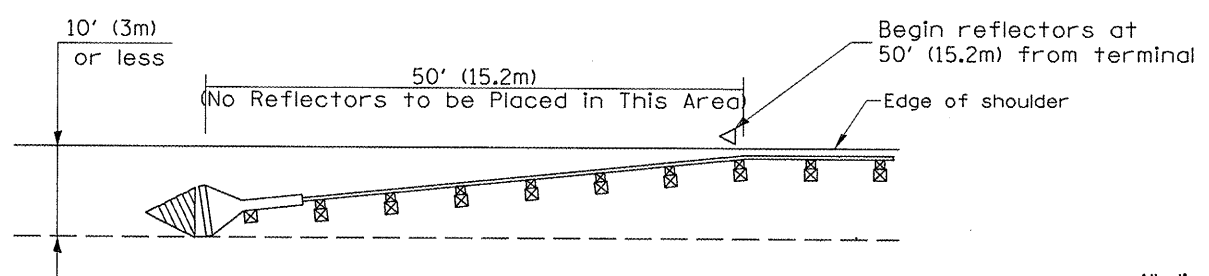 10' (3m)
or less
50' (15.2m)
(No Reflectors to be Placed in This Area)
Begin reflectors at
50' (15.2m) from terminal
Edge of shoulder